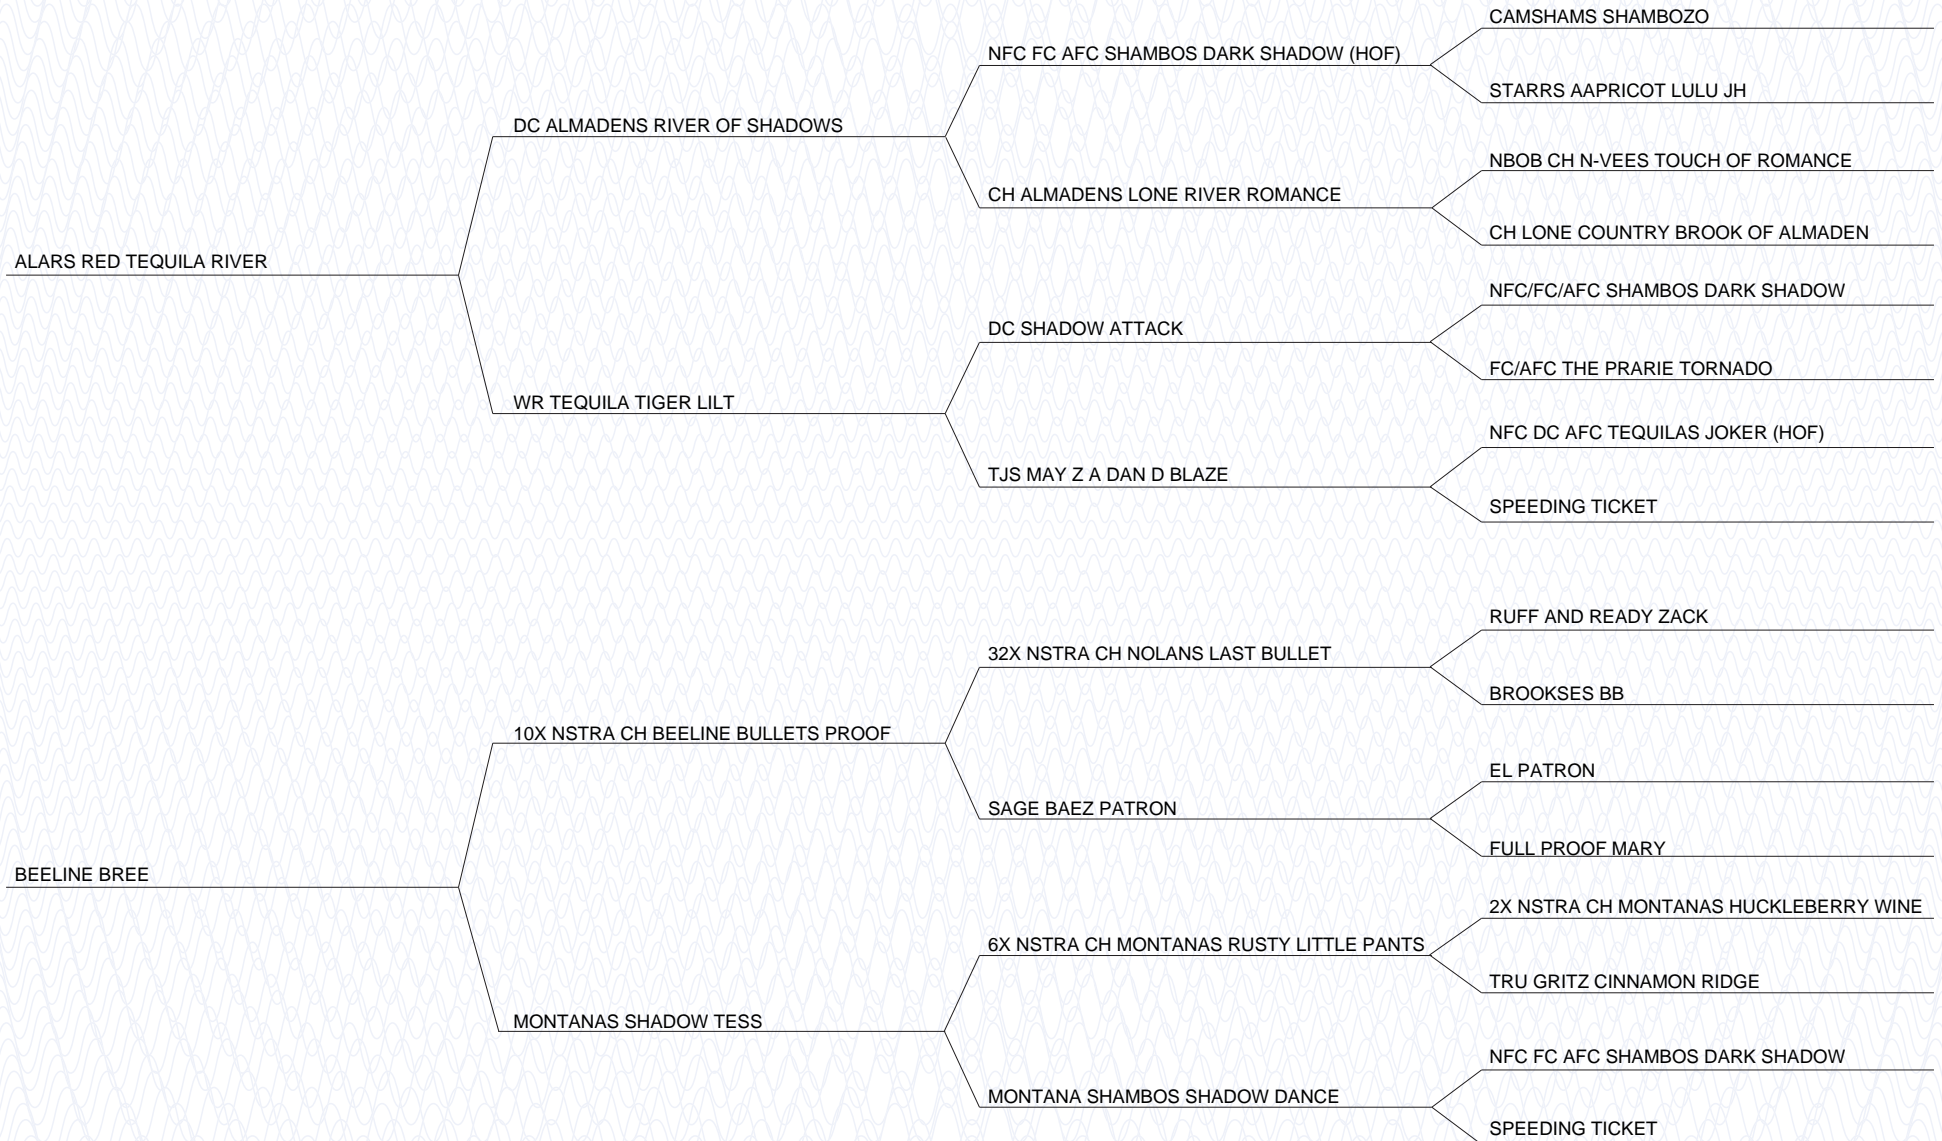 CAMSHAMS SHAMBOZO
NFC FC AFC SHAMBOS DARK SHADOW (HOF)
STARRS AAPRICOT LULU JH
DC ALMADENS RIVER OF SHADOWS
NBOB CH N-VEES TOUCH OF ROMANCE
CH ALMADENS LONE RIVER ROMANCE
CH LONE COUNTRY BROOK OF ALMADEN
ALARS RED TEQUILA RIVER
NFC/FC/AFC SHAMBOS DARK SHADOW
DC SHADOW ATTACK
FC/AFC THE PRARIE TORNADO
WR TEQUILA TIGER LILT
NFC DC AFC TEQUILAS JOKER (HOF)
TJS MAY Z A DAN D BLAZE
SPEEDING TICKET
RUFF AND READY ZACK
32X NSTRA CH NOLANS LAST BULLET
BROOKSES BB
10X NSTRA CH BEELINE BULLETS PROOF
EL PATRON
SAGE BAEZ PATRON
FULL PROOF MARY
BEELINE BREE
2X NSTRA CH MONTANAS HUCKLEBERRY WINE
6X NSTRA CH MONTANAS RUSTY LITTLE PANTS
TRU GRITZ CINNAMON RIDGE
MONTANAS SHADOW TESS
NFC FC AFC SHAMBOS DARK SHADOW
MONTANA SHAMBOS SHADOW DANCE
SPEEDING TICKET